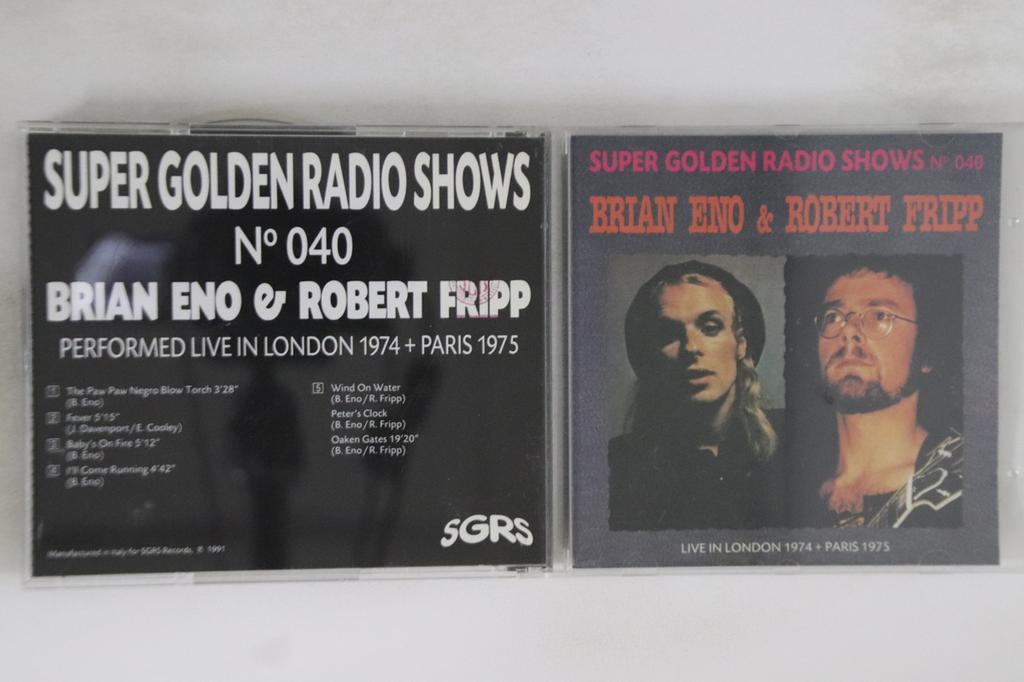 SUPER GOLDEN RADIO SHOWS
Nº 040
BRIAN ENO & ROBERT FRIPP
PERFORMED LIVE IN LONDON 1974 + PARIS 1975
1 The Paw Paw Negro Blow Torch 3'28"
(B. Eno)
2 Fever 5'15"
(J. Davenport/E. Cooley)
3 Baby's On Fire 5'12"
(B. Eno)
4 I'll Come Running 4'42"
(B. Eno)
5 Wind On Water
(B. Eno/R. Fripp)
Peter's Clock
(B. Eno/R. Fripp)
Oaken Gates 19'20"
(B. Eno/R. Fripp)
SGRS
Manufactured in Italy for SGRS Records. ℗ 1991
SUPER GOLDEN RADIO SHOWS Nº 040
BRIAN ENO & ROBERT FRIPP
LIVE IN LONDON 1974 + PARIS 1975